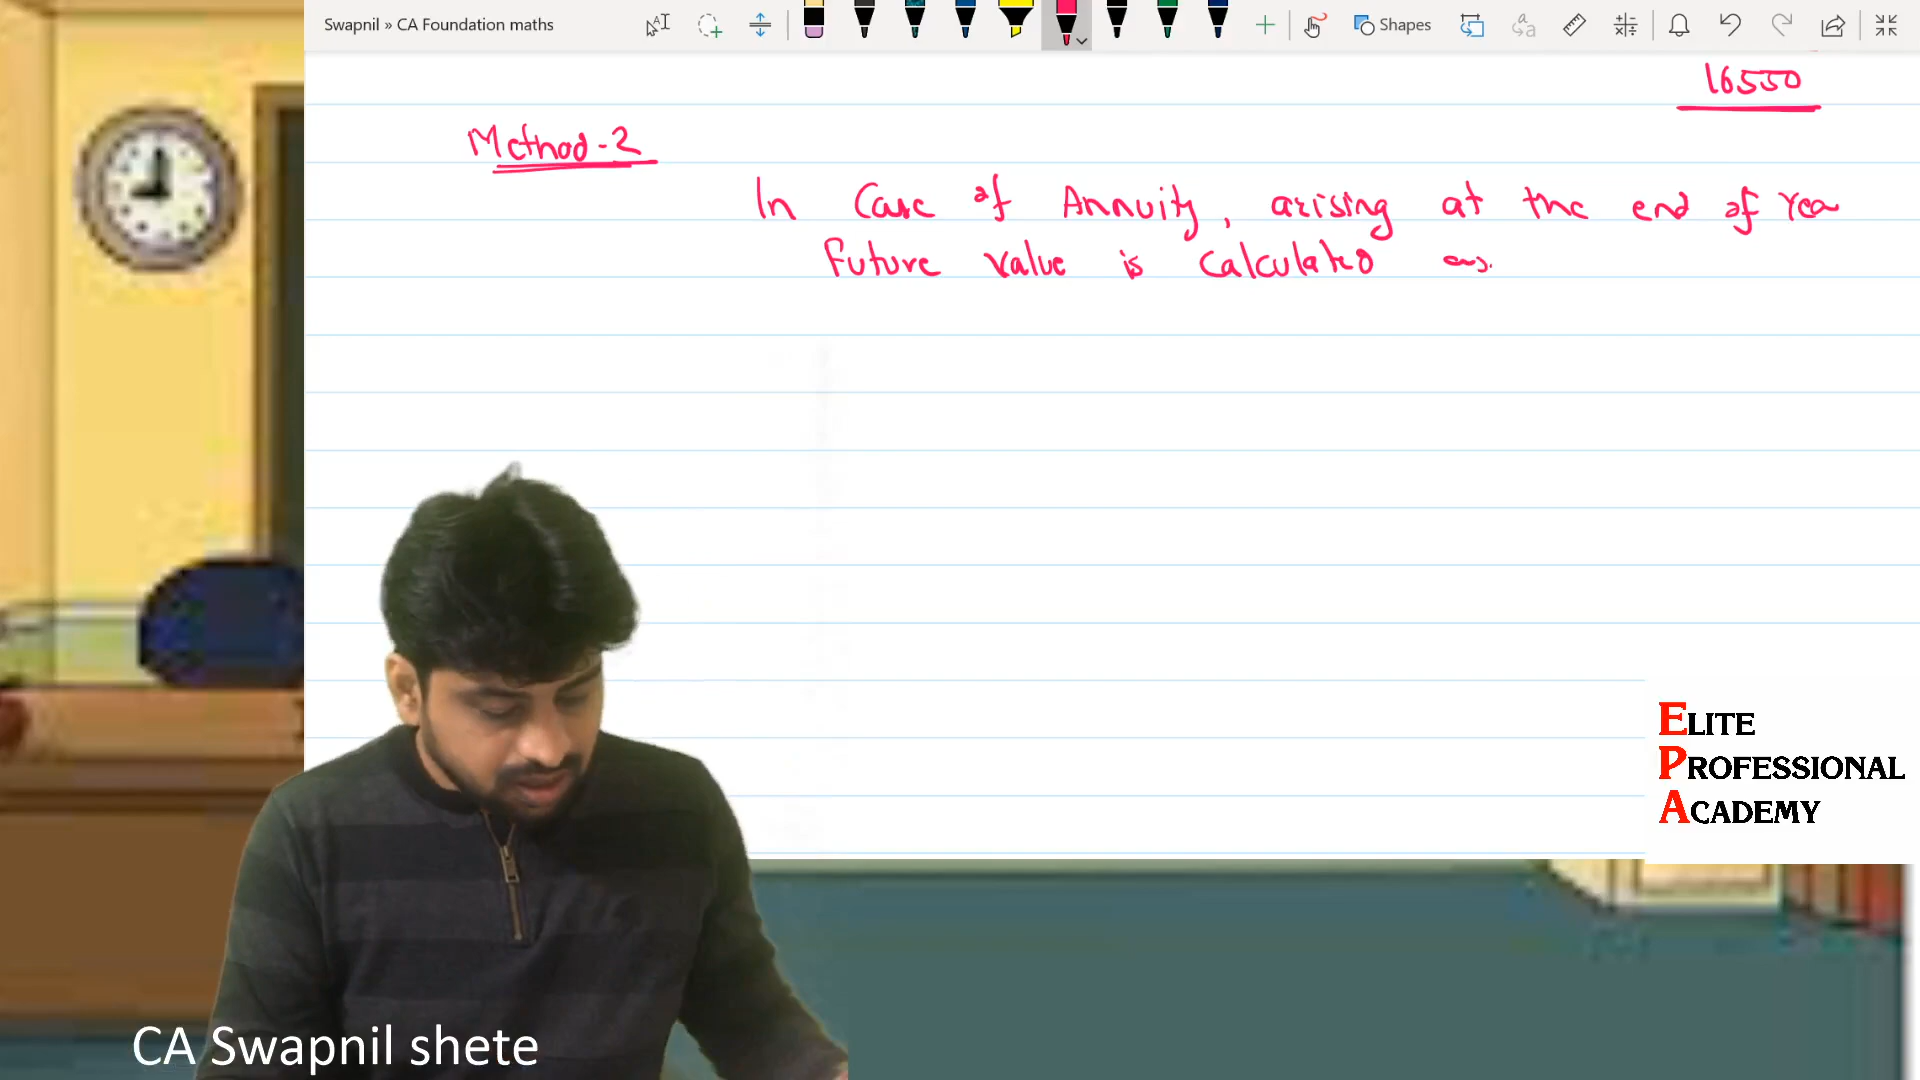 Swapnil » CA Foundation maths
Shapes
16550
Method-2
In Case of Annuity, arising at the end of Yea
Future value is calculated as.
ELITE
PROFESSIONAL
ACADEMY
CA Swapnil shete